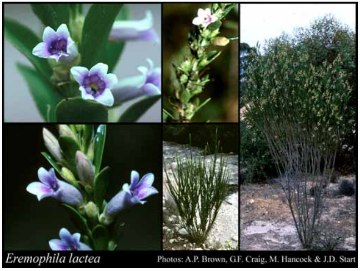 Eremophila lactea
Photos: A.P. Brown, G.F. Craig, M. Hancock & J.D. Start